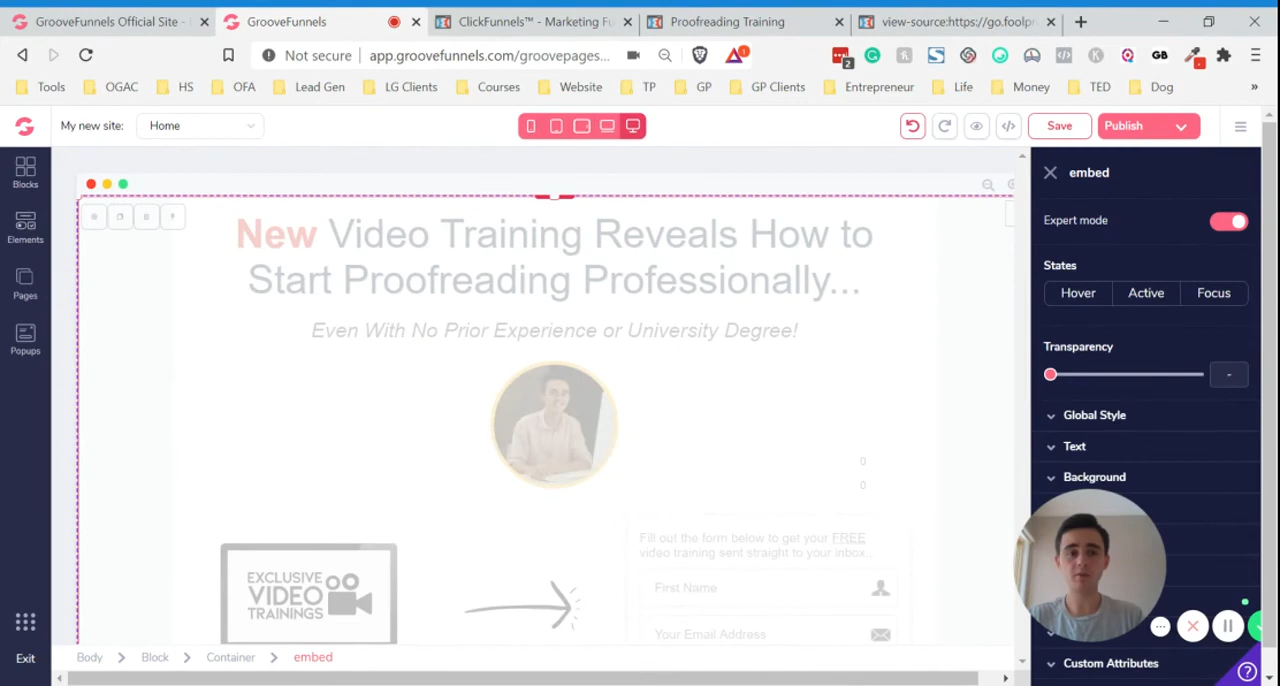 GrooveFunnels Official Site -
GrooveFunnels
ClickFunnels™ - Marketing Fu
Proofreading Training
view-source:https://go.foolpr
Not secure
app.groovefunnels.com/groovepages...
2
1
GB
Tools
OGAC
HS
OFA
Lead Gen
LG Clients
Courses
Website
TP
GP
GP Clients
Entrepreneur
Life
Money
TED
Dog
»
My new site:
Home
Save
Publish
Blocks
Elements
Pages
Popups
Exit
New Video Training Reveals How to
Start Proofreading Professionally...
Even With No Prior Experience or University Degree!
0
0
EXCLUSIVE
VIDEO
TRAININGS
Fill out the form below to get your FREE
video training sent straight to your inbox...
First Name
Your Email Address
Body
Block
Container
embed
embed
Expert mode
States
Hover
Active
Focus
Transparency
-
Global Style
Text
Background
Custom Attributes